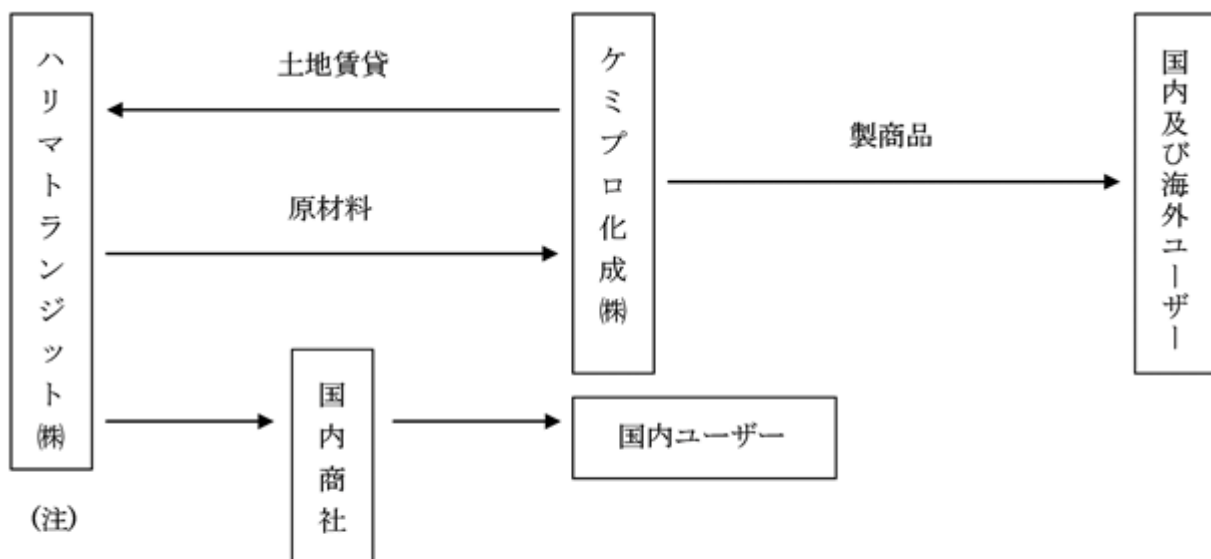 ハリマトランジット㈱
土地賃貸
ケミプロ化成㈱
製商品
国内及び海外ユーザー
原材料
国内商社
国内ユーザー
(注)